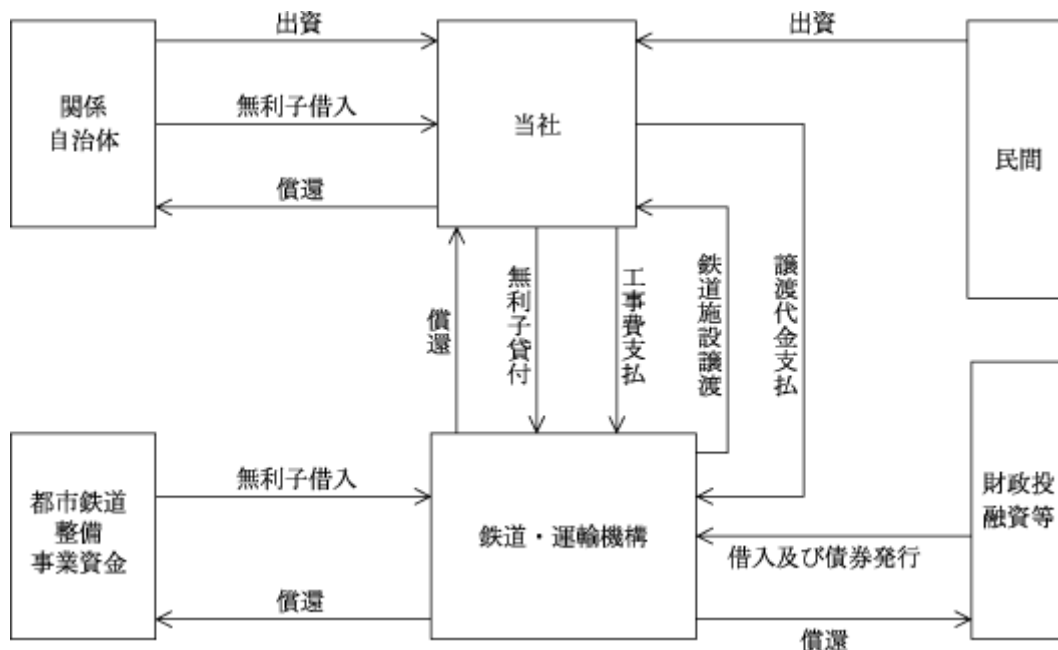 出資
出資
関係
自治体
無利子借入
当社
民間
償還
償還
無利子貸付
工事費支払
鉄道施設譲渡
譲渡代金支払
都市鉄道
整備
事業資金
無利子借入
鉄道・運輸機構
財政投
融資等
借入及び債券発行
償還
償還